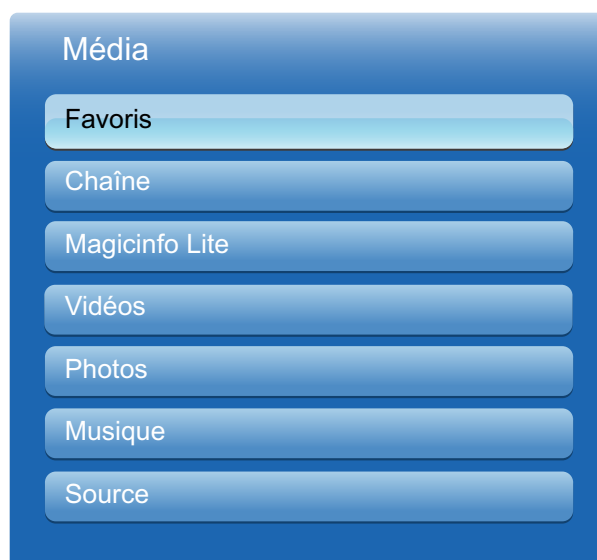 Média
Favoris
Chaîne
Magicinfo Lite
Vidéos
Photos
Musique
Source